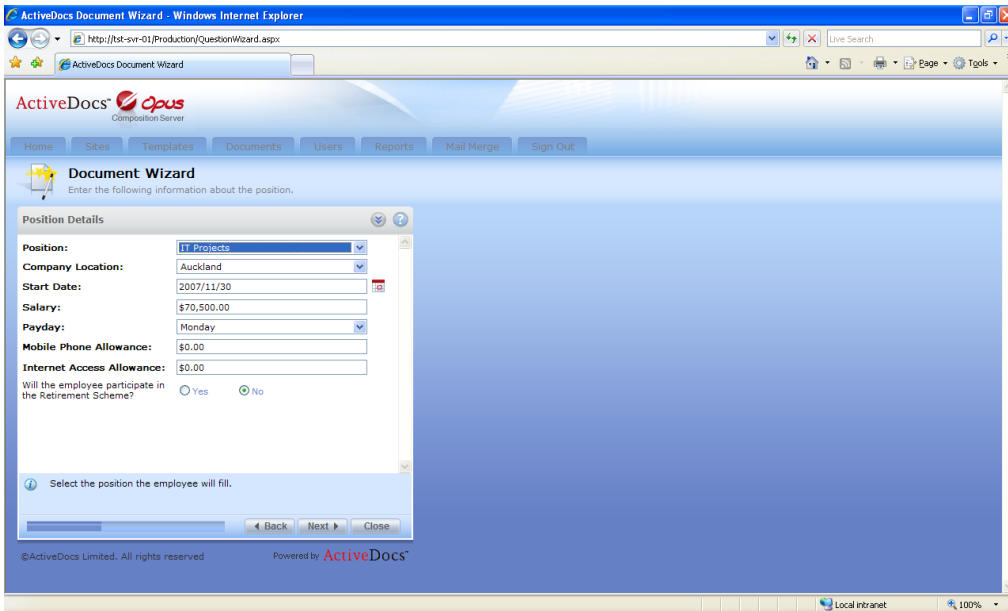 ActiveDocs Document Wizard - Windows Internet Explorer
http://tst-svr-01/Production/QuestionWizard.aspx
Live Search
ActiveDocs Document Wizard
Page
Tools
ActiveDocs™ Opus
Composition Server
Home Sites Templates Documents Users Reports Mail Merge Sign Out
Document Wizard
Enter the following information about the position.
Position Details
?
Position: IT Projects
Company Location: Auckland
Start Date: 2007/11/30
Salary: $70,500.00
Payday: Monday
Mobile Phone Allowance: $0.00
Internet Access Allowance: $0.00
Will the employee participate in
the Retirement Scheme?
Yes No
i Select the position the employee will fill.
Back Next Close
©ActiveDocs Limited. All rights reserved
Powered by ActiveDocs™
Local intranet
100%